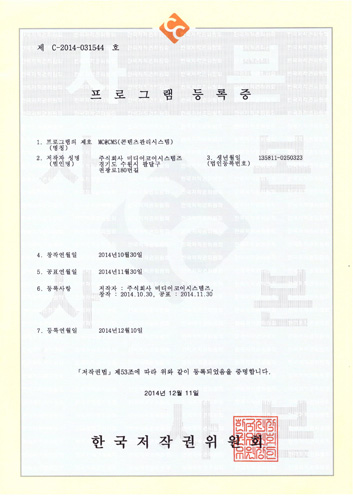 제 C-2014-031544 호
프로그램등록증
1. 프로그램의 제호 MC@CMS(콘텐츠관리시스템)
(명칭)
2. 저작자 성명 주식회사 미디어코어시스템즈 3. 생년월일 135811-0250323
(법인명) 경기도 수원시 팔달구 (법인등록번호)
권광로180번길
4. 창작연월일 2014년10월30일
5. 공표연월일 2014년11월30일
6. 등록사항 저작자 : 주식회사 미디어코어시스템즈,
창작 : 2014.10.30, 공표 : 2014.11.30
7. 등록연월일 2014년12월10일
「저작권법」제53조에 따라 위와 같이 등록되었음을 증명합니다.
2014년 12월 11일
한국저작권위원회
사본